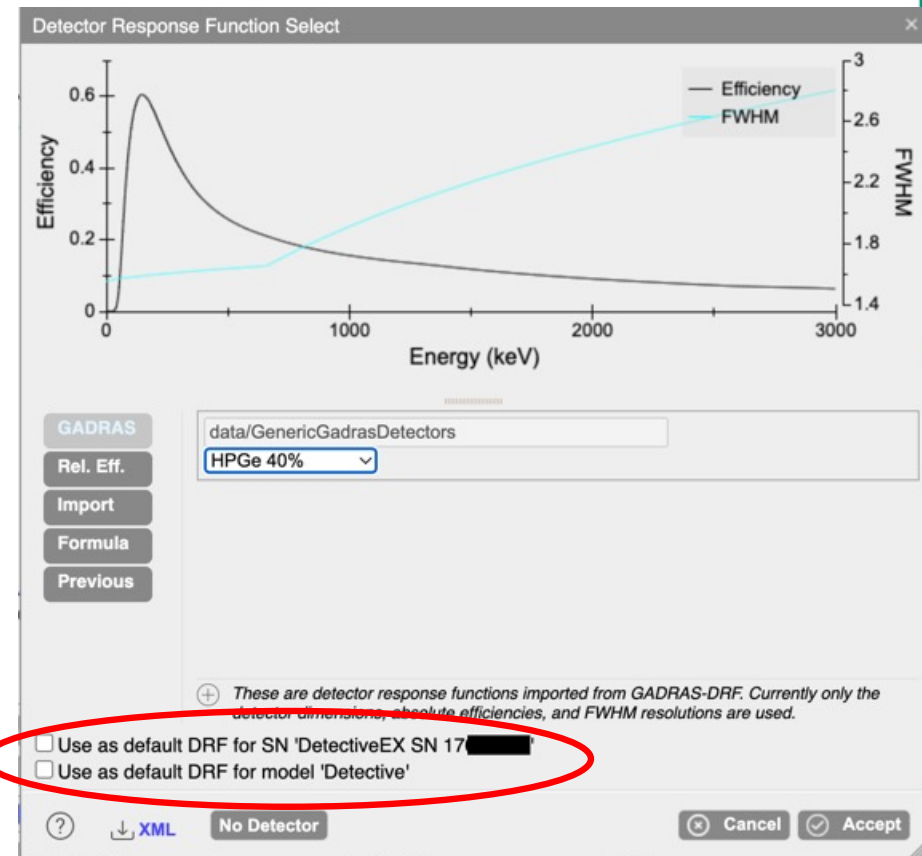 Detector Response Function Select
Efficiency
FWHM
3
2.6
2.2
1.8
1.4
FWHM
0.6
0.4
0.2
0
Efficiency
0
1000
2000
3000
Energy (keV)
GADRAS
Rel. Eff.
Import
Formula
Previous
data/GenericGadrasDetectors
HPGe 40%
These are detector response functions imported from GADRAS-DRF. Currently only the
detector dimensions, absolute efficiencies, and FWHM resolutions are used.
Use as default DRF for SN 'DetectiveEX SN 17
Use as default DRF for model 'Detective'
?
XML
No Detector
Cancel
Accept